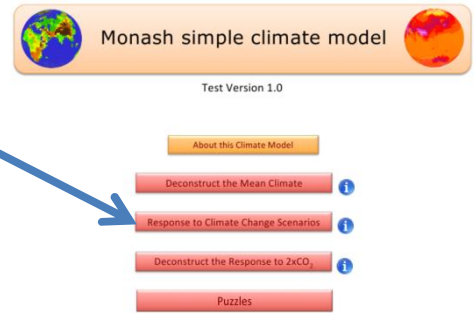 Monash simple climate model
Test Version 1.0
About this Climate Model
Deconstruct the Mean Climate
i
Response to Climate Change Scenarios
i
Deconstruct the Response to 2xCO₂
i
Puzzles